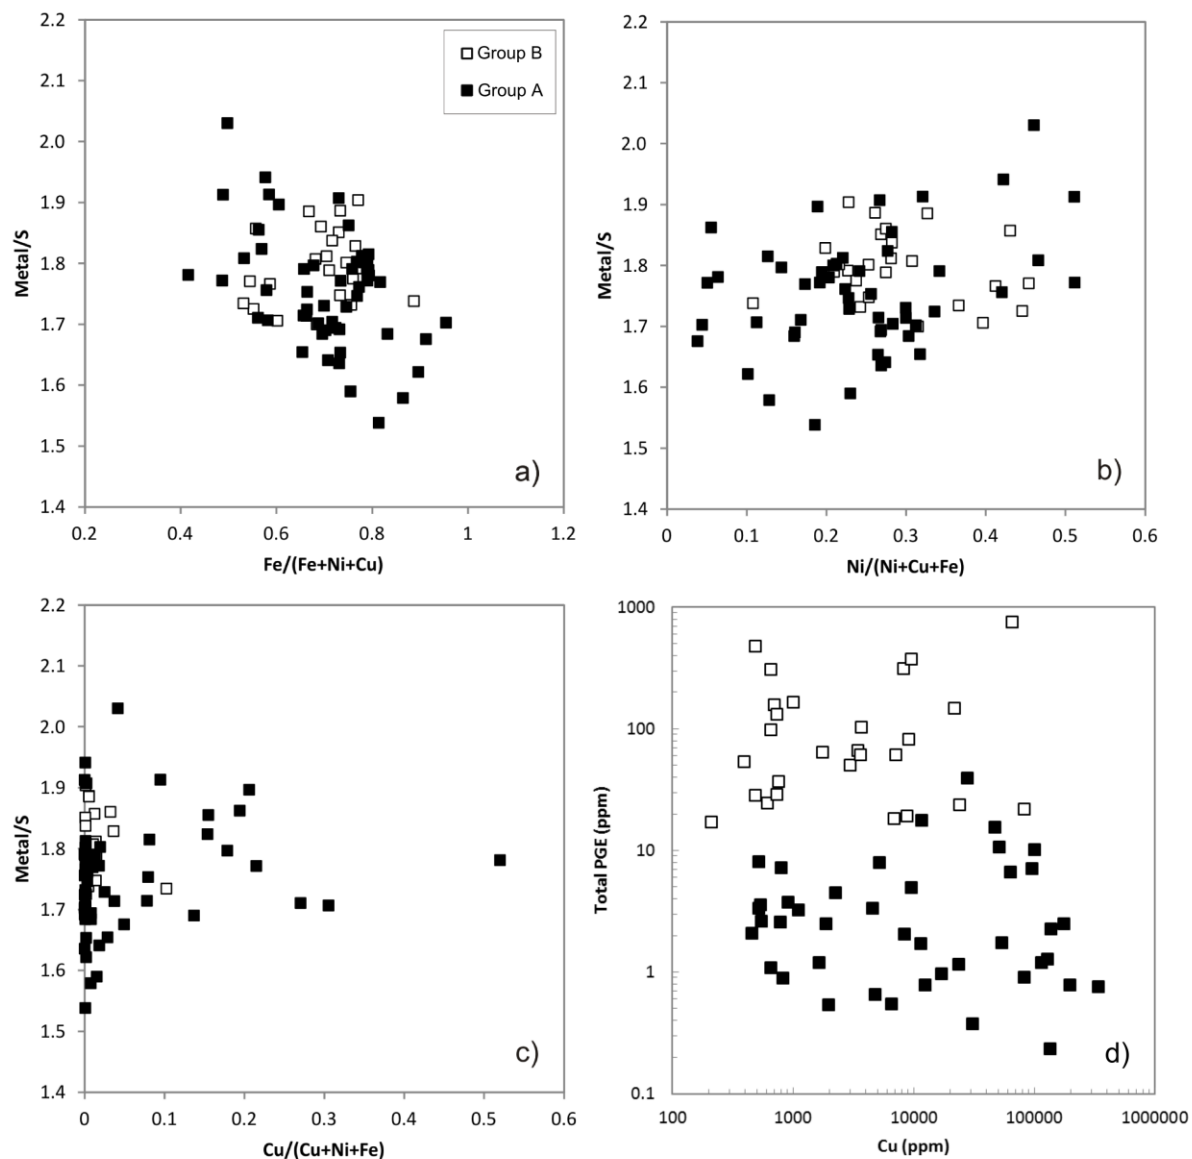 2.2
2.1
2.0
1.9
1.8
1.7
1.6
1.5
1.4
Metal/S
0.2 0.4 0.6 0.8 1 1.2
Fe/(Fe+Ni+Cu)
Group B
Group A
a)
2.2
2.1
2.0
1.9
1.8
1.7
1.6
1.5
1.4
Metal/S
0 0.1 0.2 0.3 0.4 0.5 0.6
Ni/(Ni+Cu+Fe)
b)
2.2
2.1
2.0
1.9
1.8
1.7
1.6
1.5
1.4
Metal/S
0 0.1 0.2 0.3 0.4 0.5 0.6
Cu/(Cu+Ni+Fe)
c)
1000
100
10
1
0.1
Total PGE (ppm)
100 1000 10000 100000 1000000
Cu (ppm)
d)